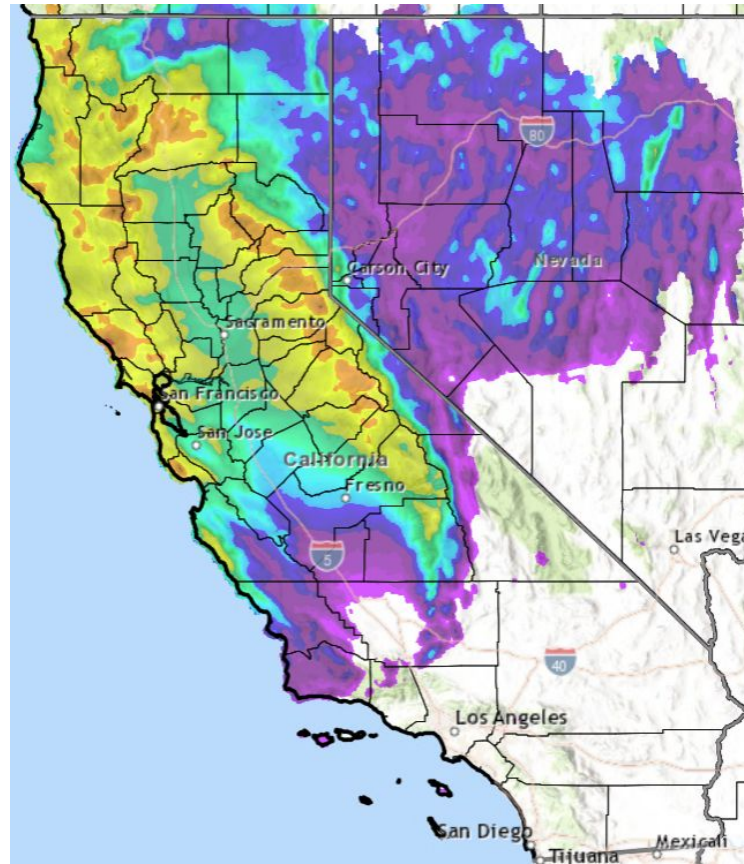 80
Nevada
Carson City
Sacramento
San Francisco
San Jose
California
Fresno
Las Vega
5
40
Los Angeles
San Diego
Mexicali
Tijuana